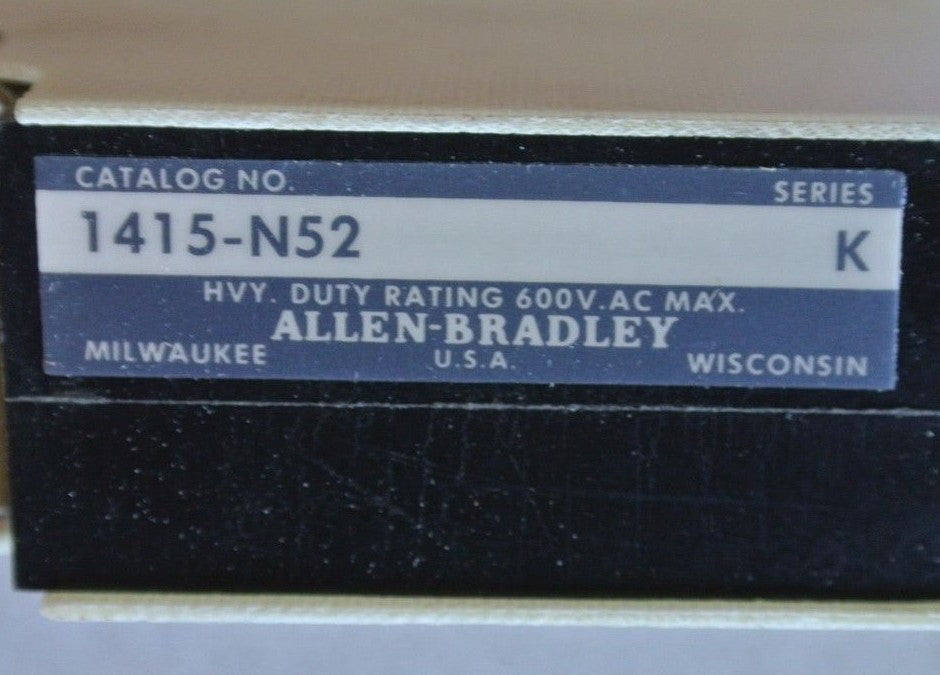 CATALOG NO. SERIES
1415-N52 K
HVY. DUTY RATING 600V.AC MAX.
ALLEN-BRADLEY
MILWAUKEE U.S.A. WISCONSIN